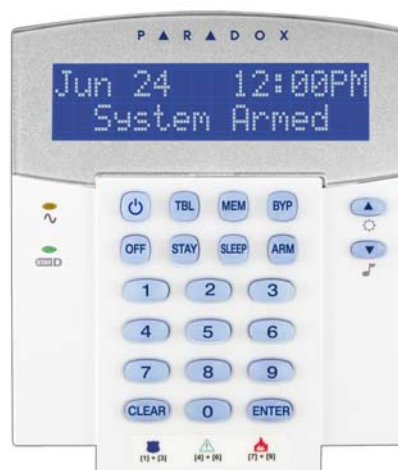 PARADOX
Jun 24 12:00PM
System Armed
TBL MEM BYP
OFF STAY SLEEP ARM
STAY D
1 2 3
4 5 6
7 8 9
CLEAR 0 ENTER
[1] + [3] [4] + [6] [7] + [9]